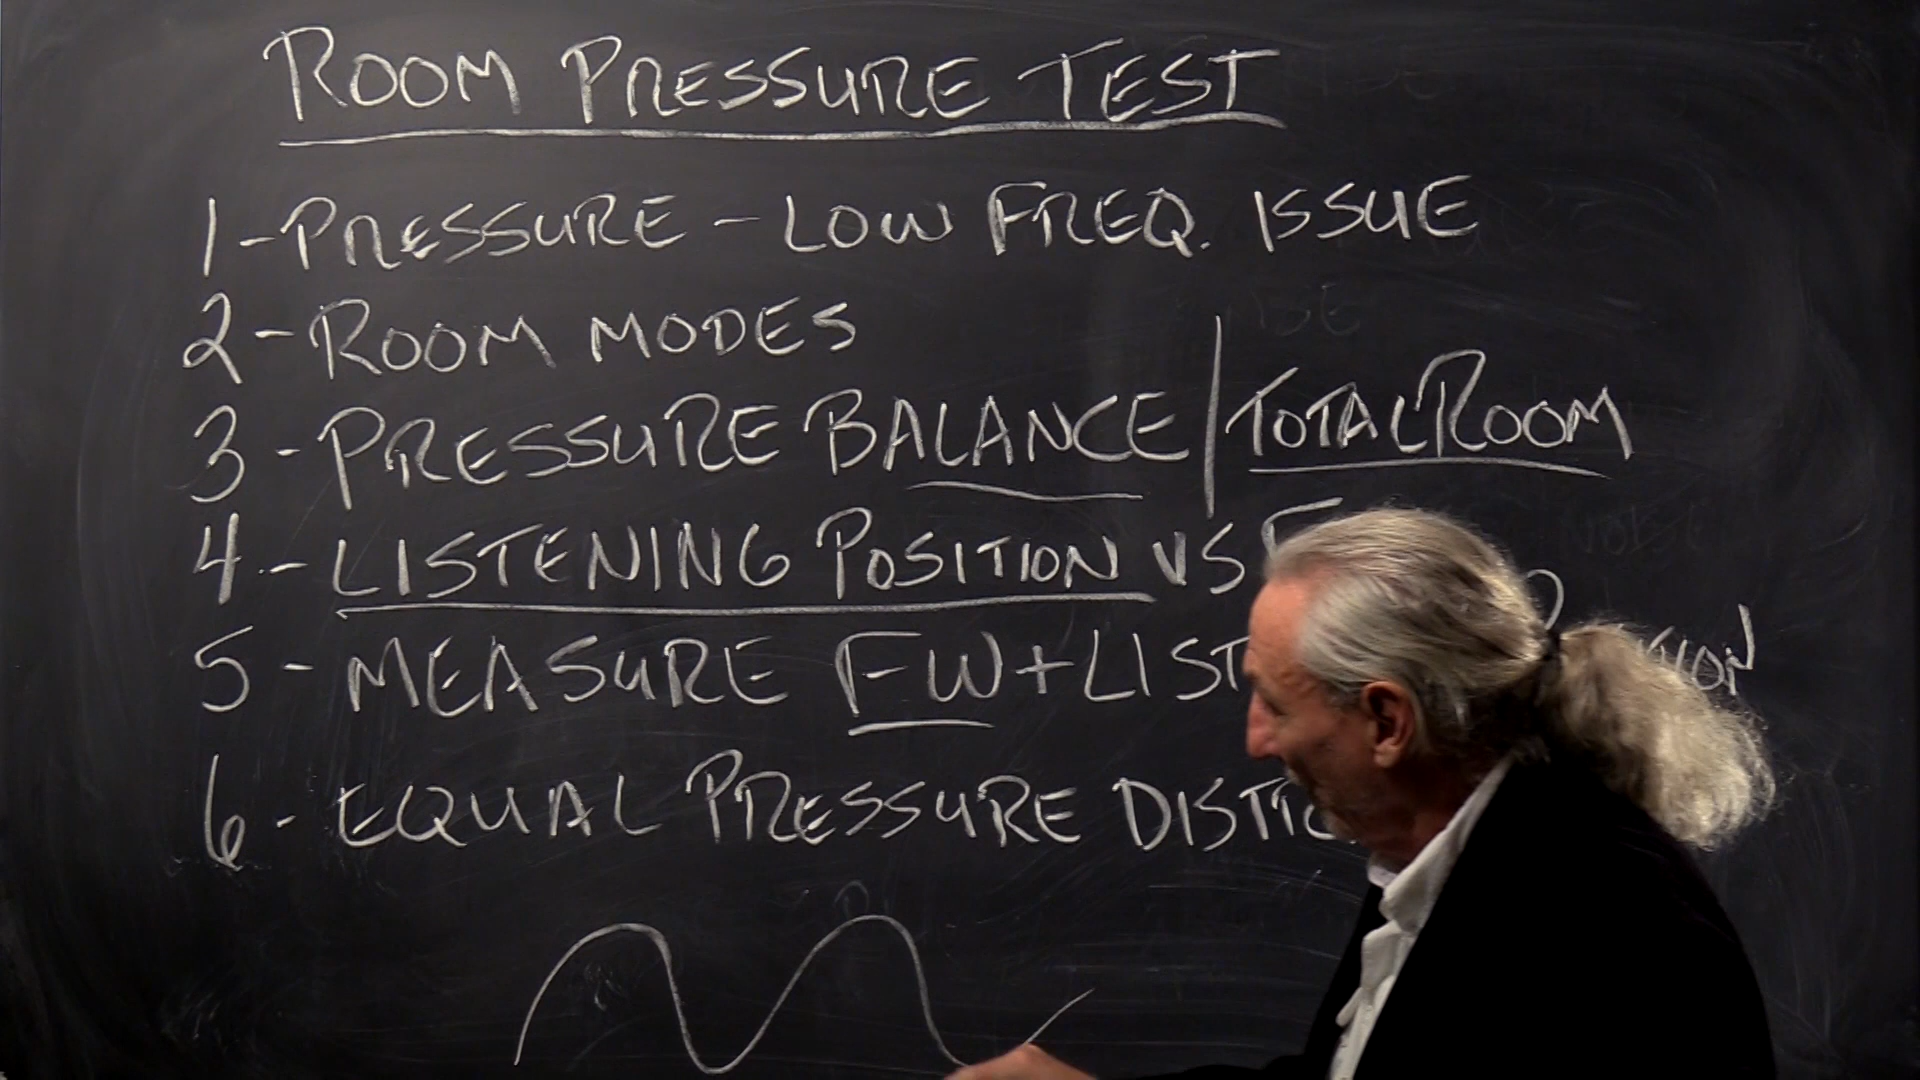 ROOM PRESSURE TEST
1-PRESSURE - LOW FREQ. ISSUE
2-ROOM MODES
3-PRESSURE BALANCE/TOTAL ROOM
4-LISTENING POSITION VS
5-MEASURE FW+LIST
6-EQUAL PRESSURE